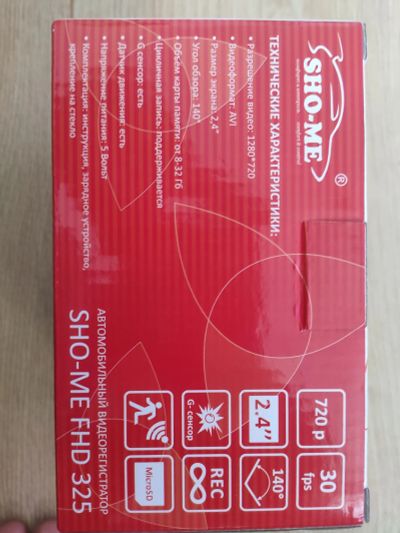 SHO-ME
®
ТЕХНИЧЕСКИЕ ХАРАКТЕРИСТИКИ:
• Разрешение видео: 1280*720
• Видеоформат: AVI
• Размер экрана: 2,4"
Угол обзора: 140°
• Объём карты памяти: от 8-32 Гб
• Цикличная запись: поддерживается
• G сенсор: есть
• Датчик движения: есть
• Напряжение питания: 5 Вольт
• Комплектация: инструкция, зарядное устройство,
крепление на стекло
30 fps
140°
REC
MicroSD
720 p
2.4"
G- сенсор
АВТОМОБИЛЬНЫЙ ВИДЕОРЕГИСТРАТОР
SHO-ME FHD 325